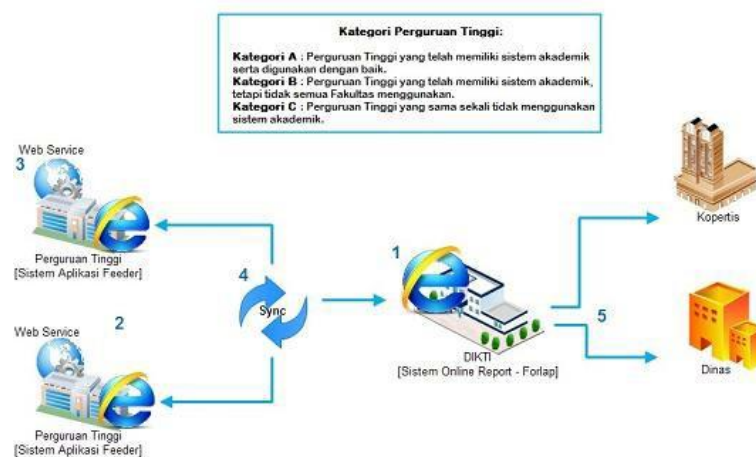 Kategori Perguruan Tinggi:
Kategori A : Perguruan Tinggi yang telah memiliki sistem akademik
serta digunakan dengan baik.
Kategori B : Perguruan Tinggi yang telah memiliki sistem akademik,
tetapi tidak semua Fakultas menggunakan.
Kategori C : Perguruan Tinggi yang sama sekali tidak menggunakan
sistem akademik.
Web Service
3
Perguruan Tinggi
[Sistem Aplikasi Feeder]
Web Service
2
Perguruan Tinggi
[Sistem Aplikasi Feeder]
4
Sync
1
DIKTI
[Sistem Online Report - Forlap]
5
Kopertis
Dinas